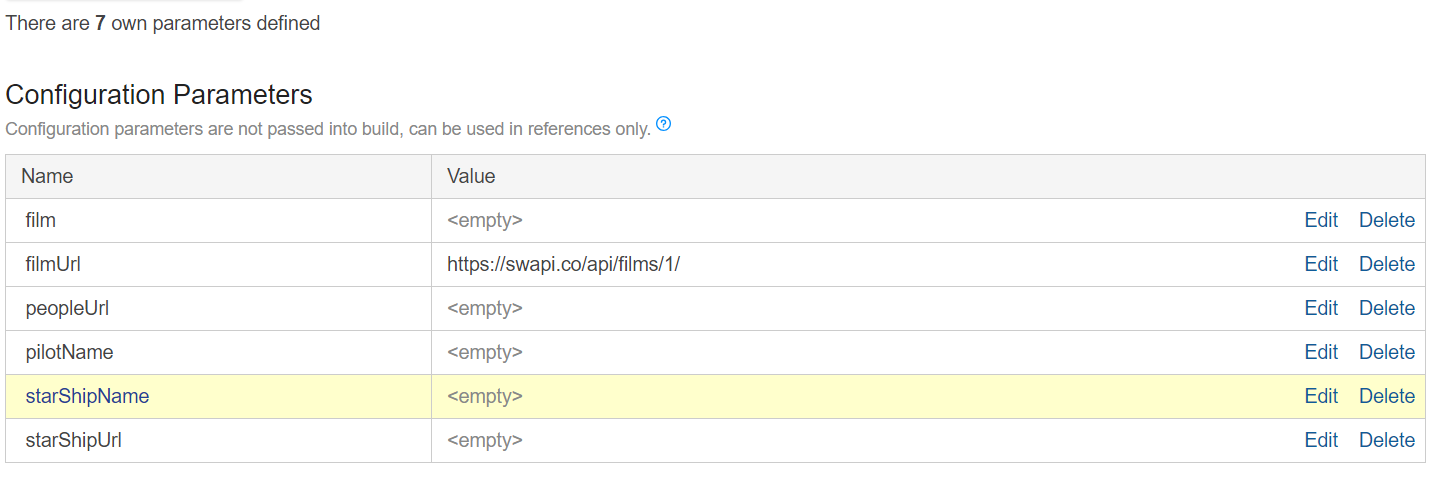 There are 7 own parameters defined
Configuration Parameters
Configuration parameters are not passed into build, can be used in references only. ?
Name Value
film <empty> Edit Delete
filmUrl https://swapi.co/api/films/1/ Edit Delete
peopleUrl <empty> Edit Delete
pilotName <empty> Edit Delete
starShipName <empty> Edit Delete
starShipUrl <empty> Edit Delete